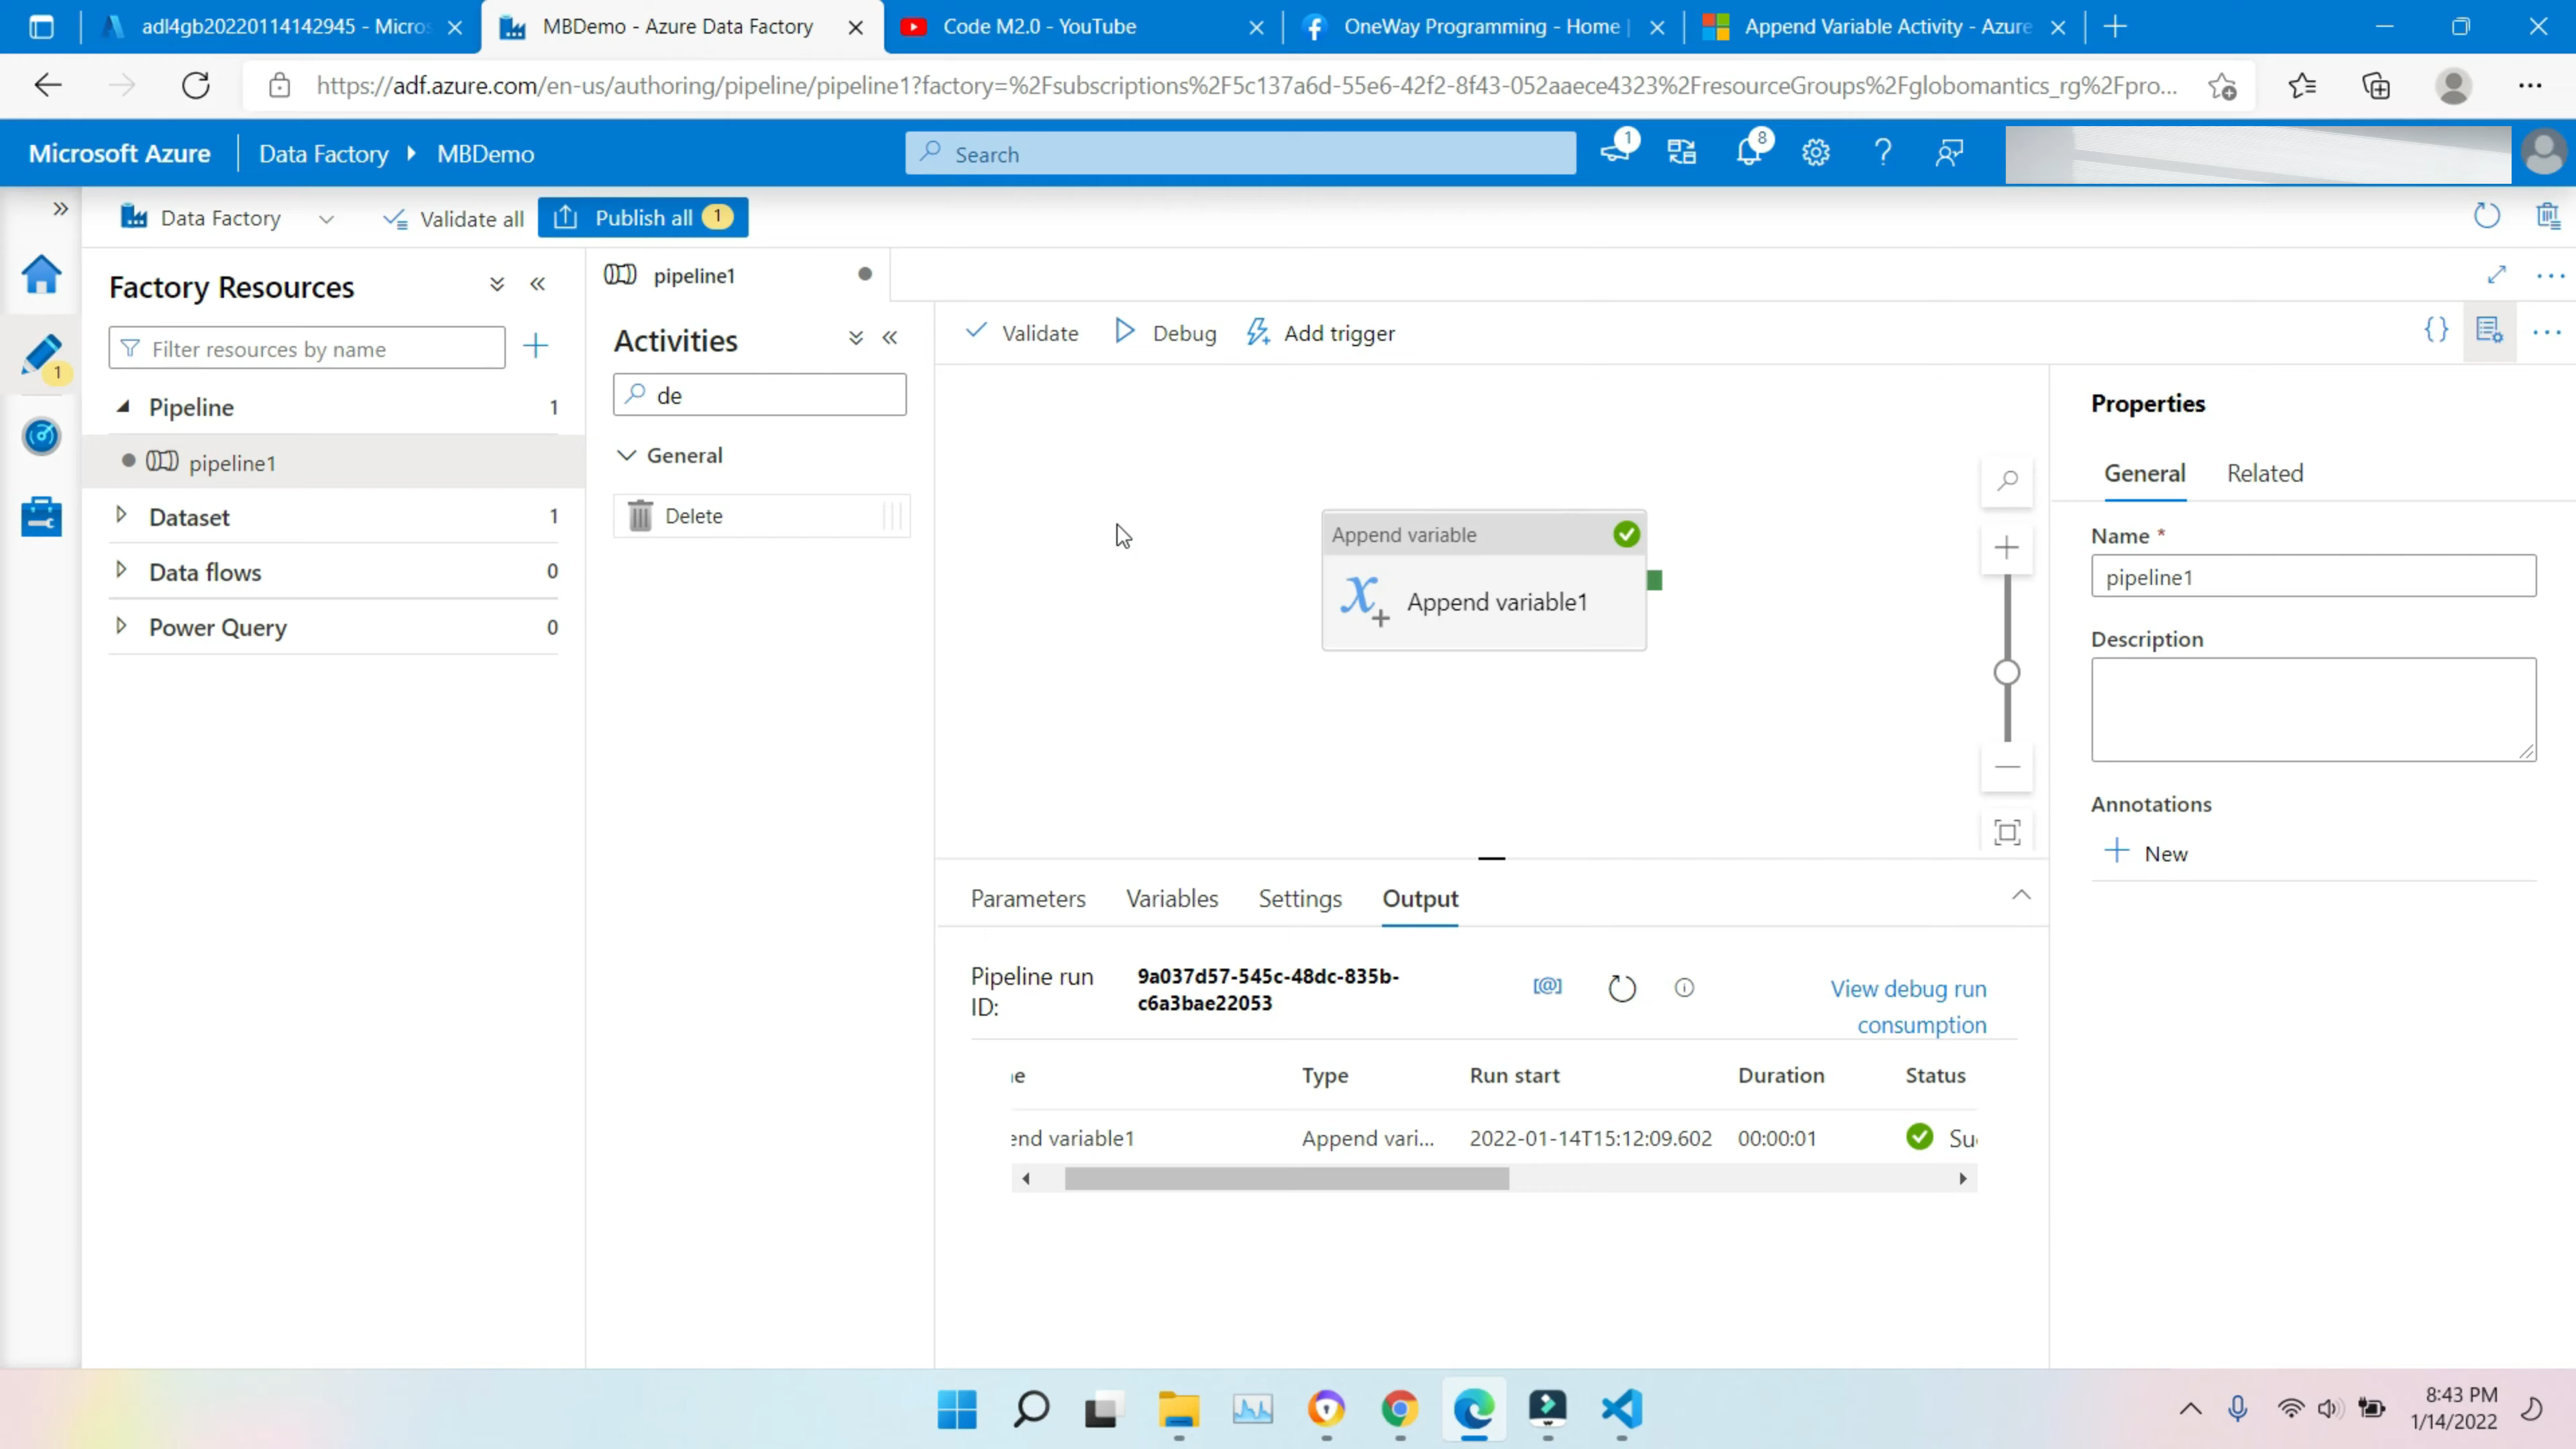 adl4gb20220114142945 - Micros
MBDemo - Azure Data Factory
Code M2.0 - YouTube
OneWay Programming - Home |
Append Variable Activity - Azure
https://adf.azure.com/en-us/authoring/pipeline/pipeline1?factory=%2Fsubscriptions%2F5c137a6d-55e6-42f2-8f43-052aaece4323%2FresourceGroups%2Fglobomantics_rg%2Fpro...
Microsoft Azure
Data Factory
MBDemo
Search
1
8
Data Factory
Validate all
Publish all 1
Factory Resources
pipeline1
Filter resources by name
Activities
Validate
Debug
Add trigger
1
de
Pipeline 1
pipeline1
General
Delete
Dataset 1
Data flows 0
Power Query 0
Append variable
Append variable1
Properties
General
Related
Name *
pipeline1
Description
Annotations
New
Parameters
Variables
Settings
Output
Pipeline run
ID:
9a037d57-545c-48dc-835b-
c6a3bae22053
[@]
View debug run
consumption
e Type Run start Duration Status
end variable1 Append vari... 2022-01-14T15:12:09.602 00:00:01 Su
8:43 PM
1/14/2022